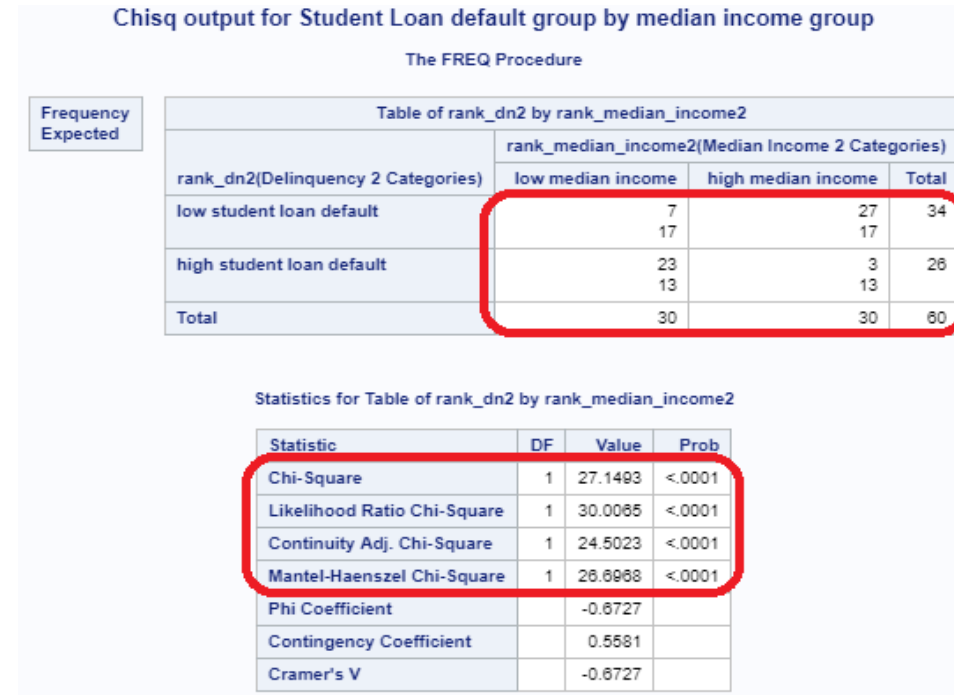 Chisq output for Student Loan default group by median income group
The FREQ Procedure
Frequency
Expected
Table of rank_dn2 by rank_median_income2
rank_median_income2(Median Income 2 Categories)
rank_dn2(Delinquency 2 Categories) low median income high median income Total
low student loan default 7 27 34
17 17
high student loan default 23 3 26
13 13
Total 30 30 60
Statistics for Table of rank_dn2 by rank_median_income2
Statistic DF Value Prob
Chi-Square 1 27.1493 <.0001
Likelihood Ratio Chi-Square 1 30.0065 <.0001
Continuity Adj. Chi-Square 1 24.5023 <.0001
Mantel-Haenszel Chi-Square 1 26.6968 <.0001
Phi Coefficient -0.6727
Contingency Coefficient 0.5581
Cramer's V -0.6727